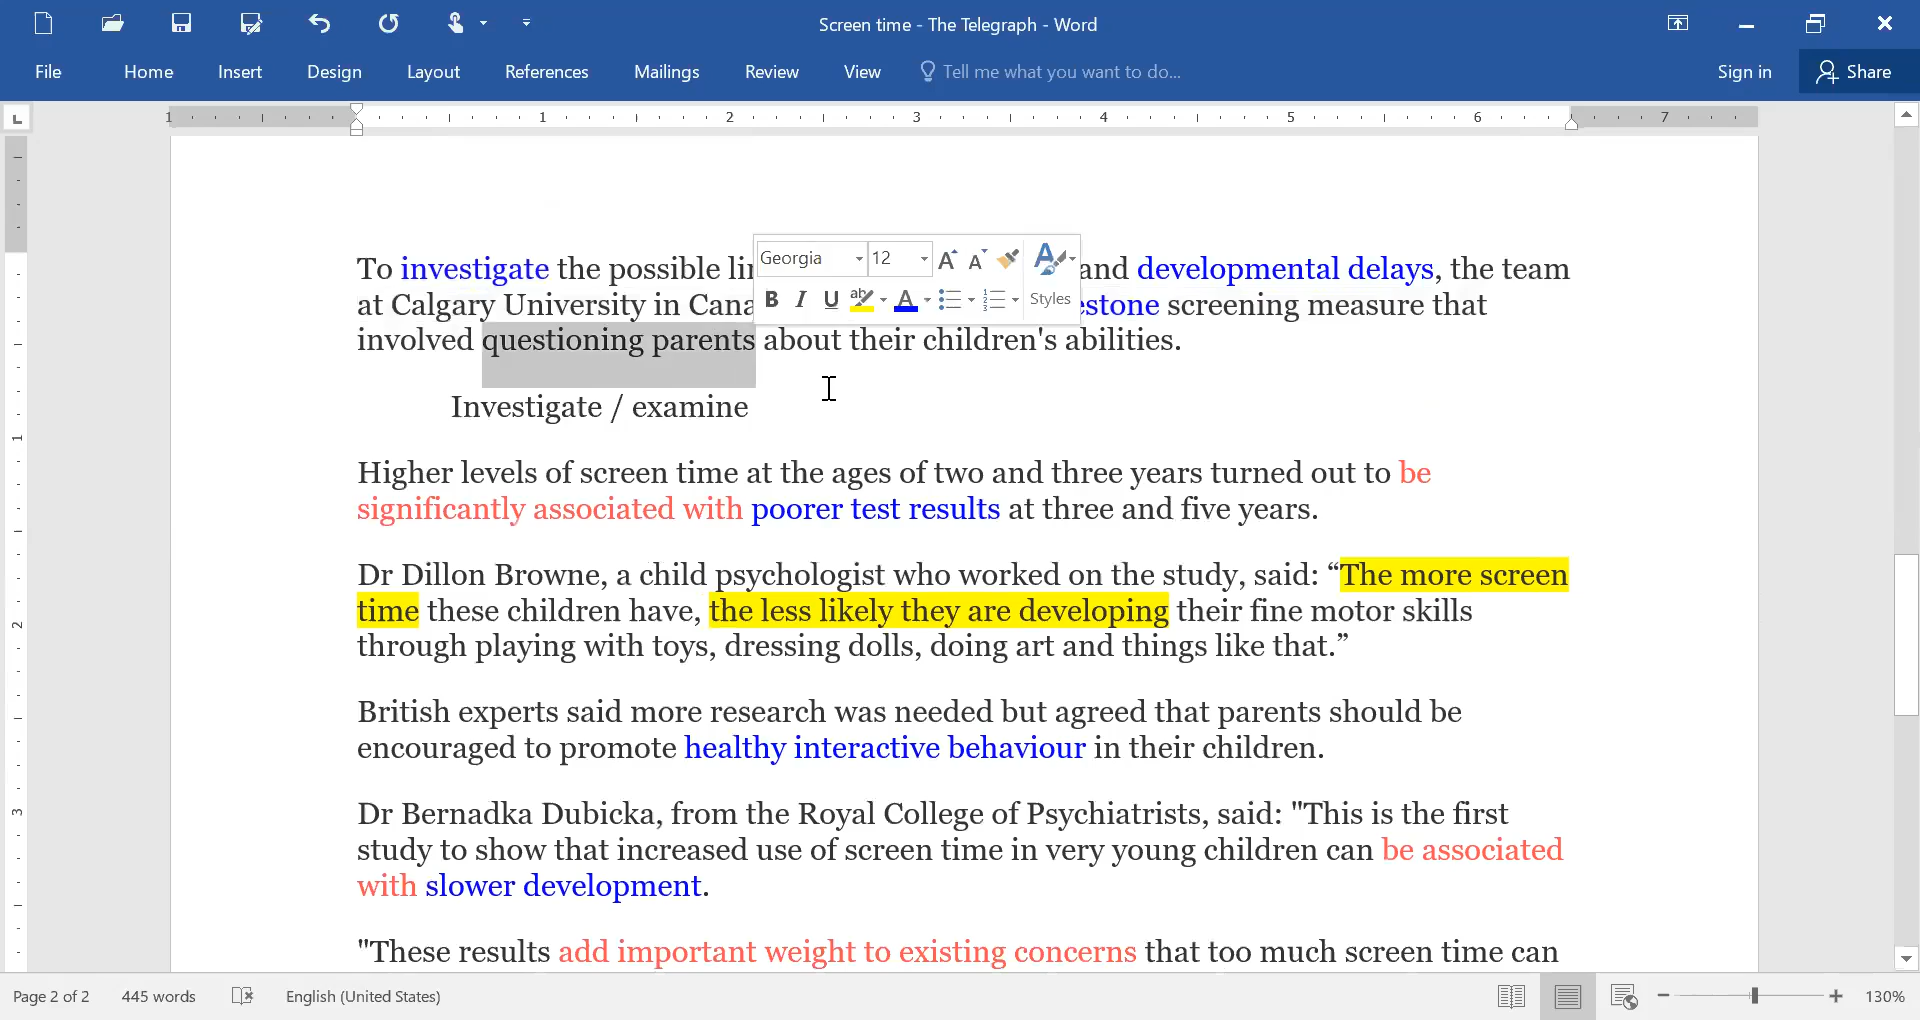 Screen time - The Telegraph - Word
File Home Insert Design Layout References Mailings Review View Tell me what you want to do... Sign in Share
1 1 2 3 4 5 6 7
Georgia 12
To investigate the possible and developmental delays, the team
B I U Styles
at Calgary University in screening measure that
involved questioning parents about their children's abilities.
Investigate / examine
Higher levels of screen time at the ages of two and three years turned out to be
significantly associated with poorer test results at three and five years.
Dr Dillon Browne, a child psychologist who worked on the study, said: “The more screen
time these children have, the less likely they are developing their fine motor skills
through playing with toys, dressing dolls, doing art and things like that.”
British experts said more research was needed but agreed that parents should be
encouraged to promote healthy interactive behaviour in their children.
Dr Bernadka Dubicka, from the Royal College of Psychiatrists, said: "This is the first
study to show that increased use of screen time in very young children can be associated
with slower development.
"These results add important weight to existing concerns that too much screen time can
Page 2 of 2 445 words English (United States) 130%